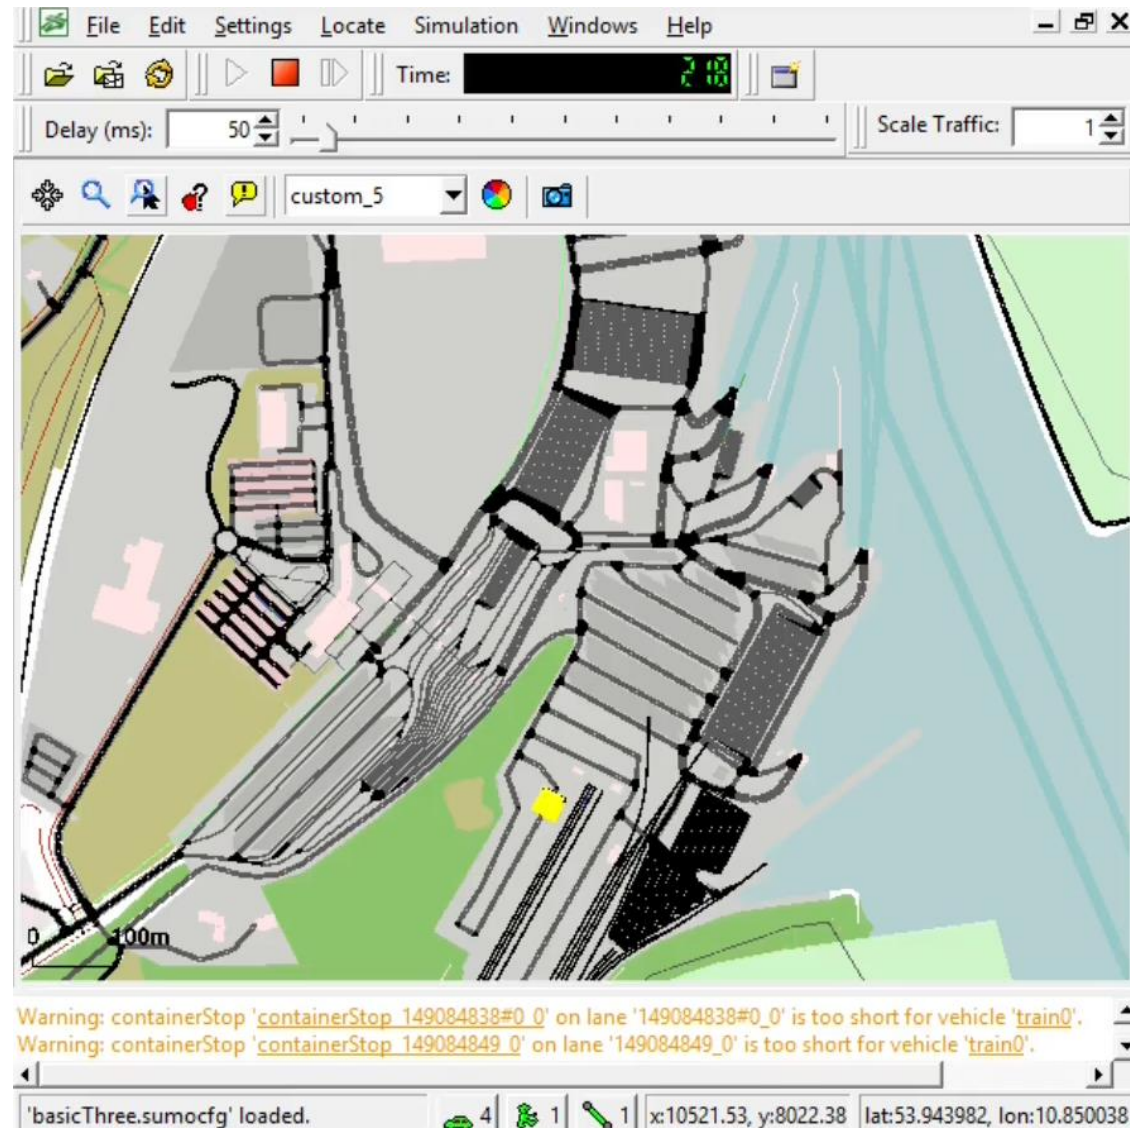 File Edit Settings Locate Simulation Windows Help
Time: 218
Delay (ms): 50 Scale Traffic: 1
custom_5
0 100m
Warning: containerStop 'containerStop_149084838#0_0' on lane '149084838#0_0' is too short for vehicle 'train0'.
Warning: containerStop 'containerStop_149084849_0' on lane '149084849_0' is too short for vehicle 'train0'.
'basicThree.sumocfg' loaded. 4 1 1 x:10521.53, y:8022.38 lat:53.943982, lon:10.850038